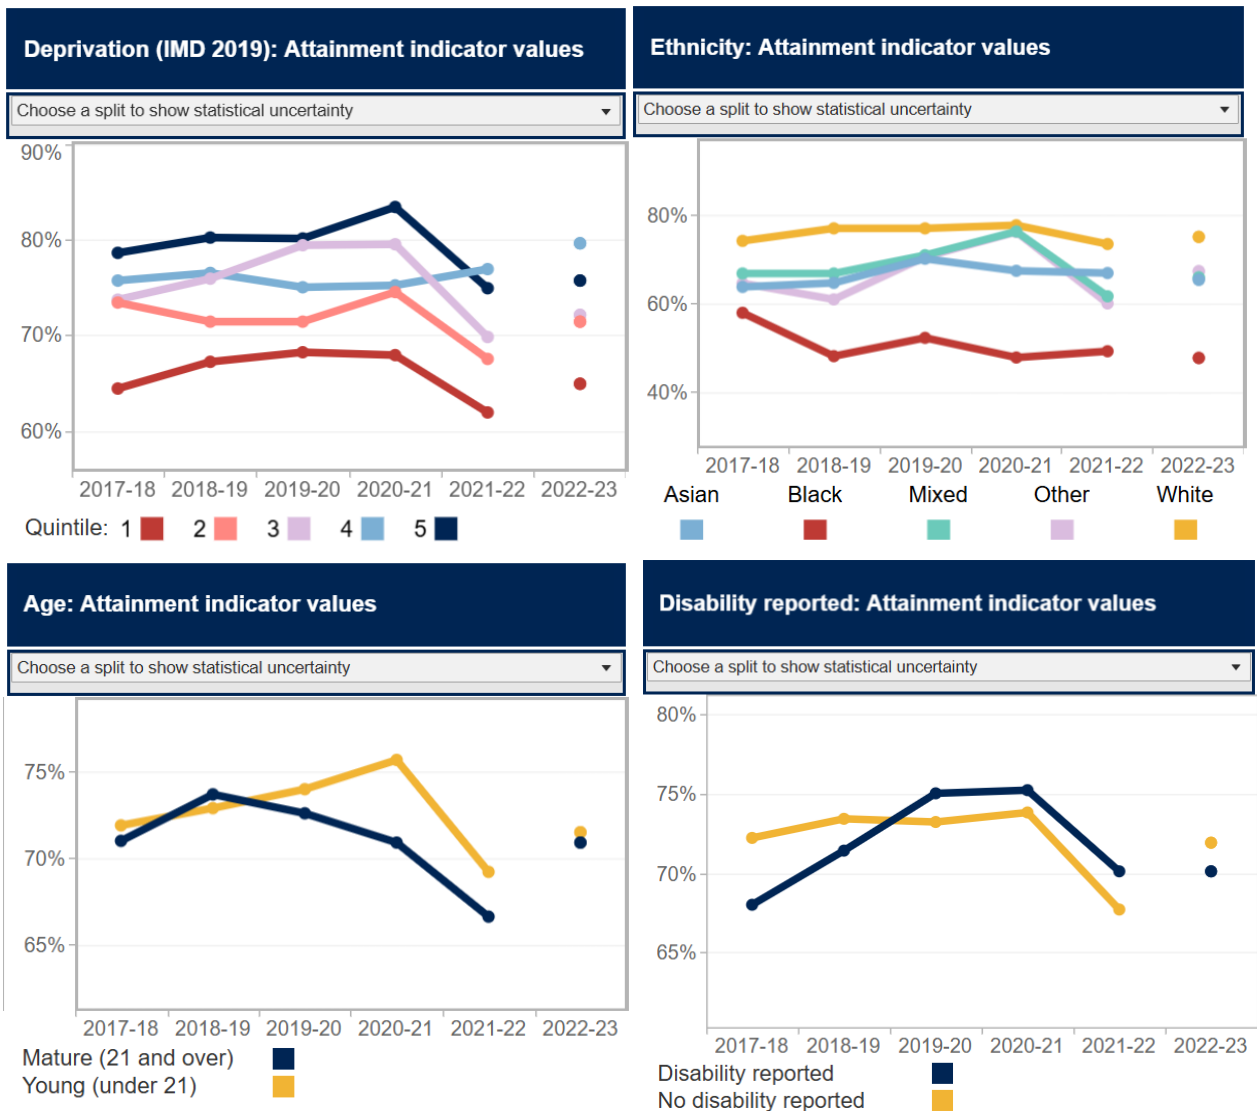 Deprivation (IMD 2019): Attainment indicator values
Choose a split to show statistical uncertainty
90%
80%
70%
60%
2017-18 2018-19 2019-20 2020-21 2021-22 2022-23
Quintile: 1 2 3 4 5
Ethnicity: Attainment indicator values
Choose a split to show statistical uncertainty
80%
60%
40%
2017-18 2018-19 2019-20 2020-21 2021-22 2022-23
Asian Black Mixed Other White
Age: Attainment indicator values
Choose a split to show statistical uncertainty
75%
70%
65%
2017-18 2018-19 2019-20 2020-21 2021-22 2022-23
Mature (21 and over)
Young (under 21)
Disability reported: Attainment indicator values
Choose a split to show statistical uncertainty
80%
75%
70%
65%
2017-18 2018-19 2019-20 2020-21 2021-22 2022-23
Disability reported
No disability reported